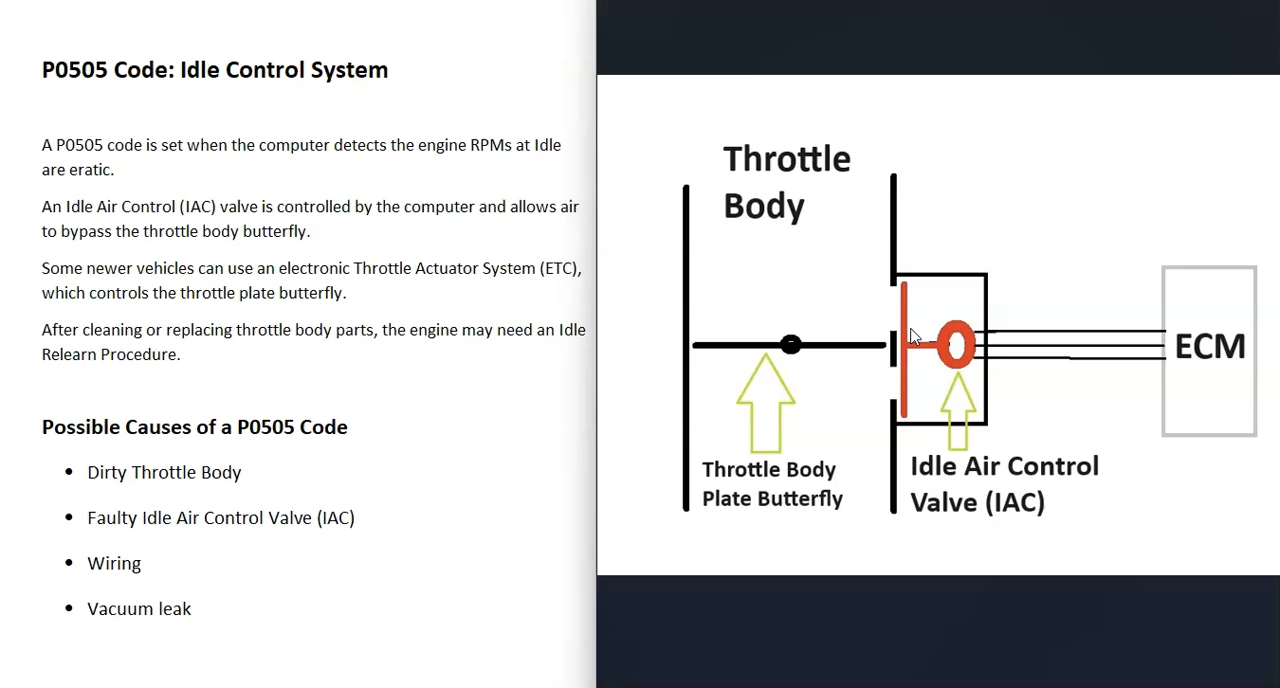 P0505 Code: Idle Control System
A P0505 code is set when the computer detects the engine RPMs at Idle
are eratic.
An Idle Air Control (IAC) valve is controlled by the computer and allows air
to bypass the throttle body butterfly.
Some newer vehicles can use an electronic Throttle Actuator System (ETC),
which controls the throttle plate butterfly.
After cleaning or replacing throttle body parts, the engine may need an Idle
Relearn Procedure.
Possible Causes of a P0505 Code
• Dirty Throttle Body
• Faulty Idle Air Control Valve (IAC)
• Wiring
• Vacuum leak
Throttle
Body
ECM
Throttle Body
Plate Butterfly
Idle Air Control
Valve (IAC)